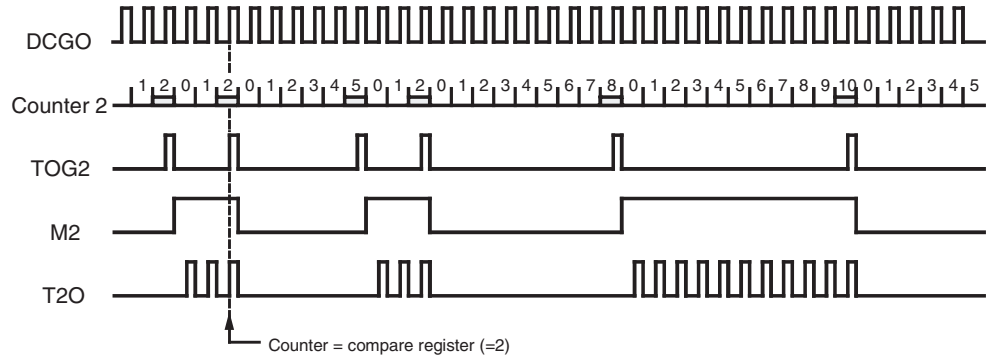 DCGO
Counter 2 1 2 0 1 2 0 1 2 3 4 5 0 1 2 0 1 2 3 4 5 6 7 8 0 1 2 3 4 5 6 7 8 9 10 0 1 2 3 4 5
TOG2
M2
T2O
Counter = compare register (=2)